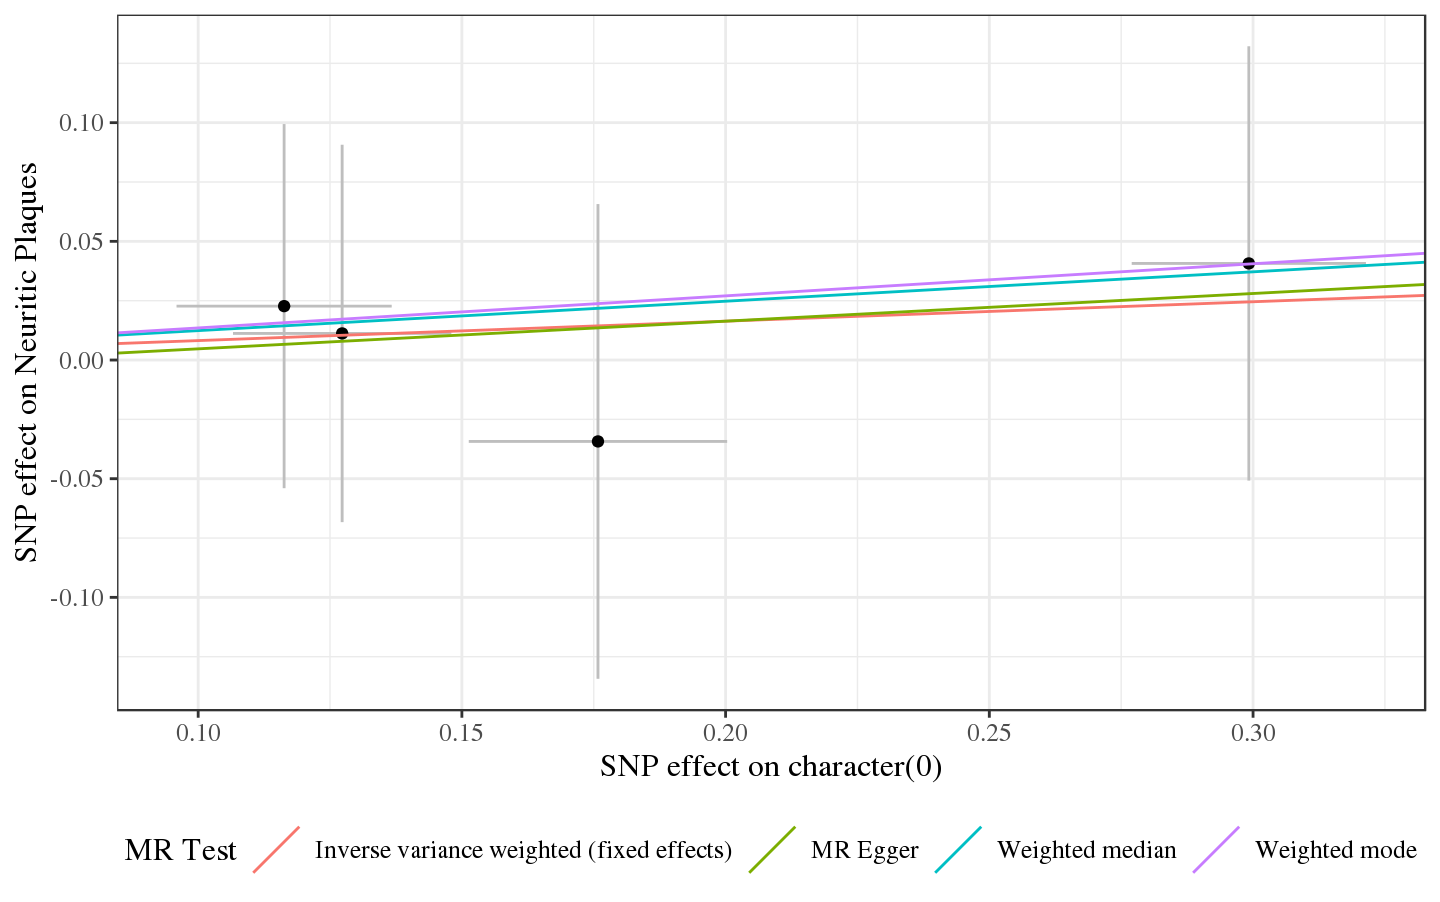 SNP effect on Neuritic Plaques
0.10
0.05
0.00
-0.05
-0.10
0.10 0.15 0.20 0.25 0.30
SNP effect on character(0)
MR Test Inverse variance weighted (fixed effects) MR Egger Weighted median Weighted mode